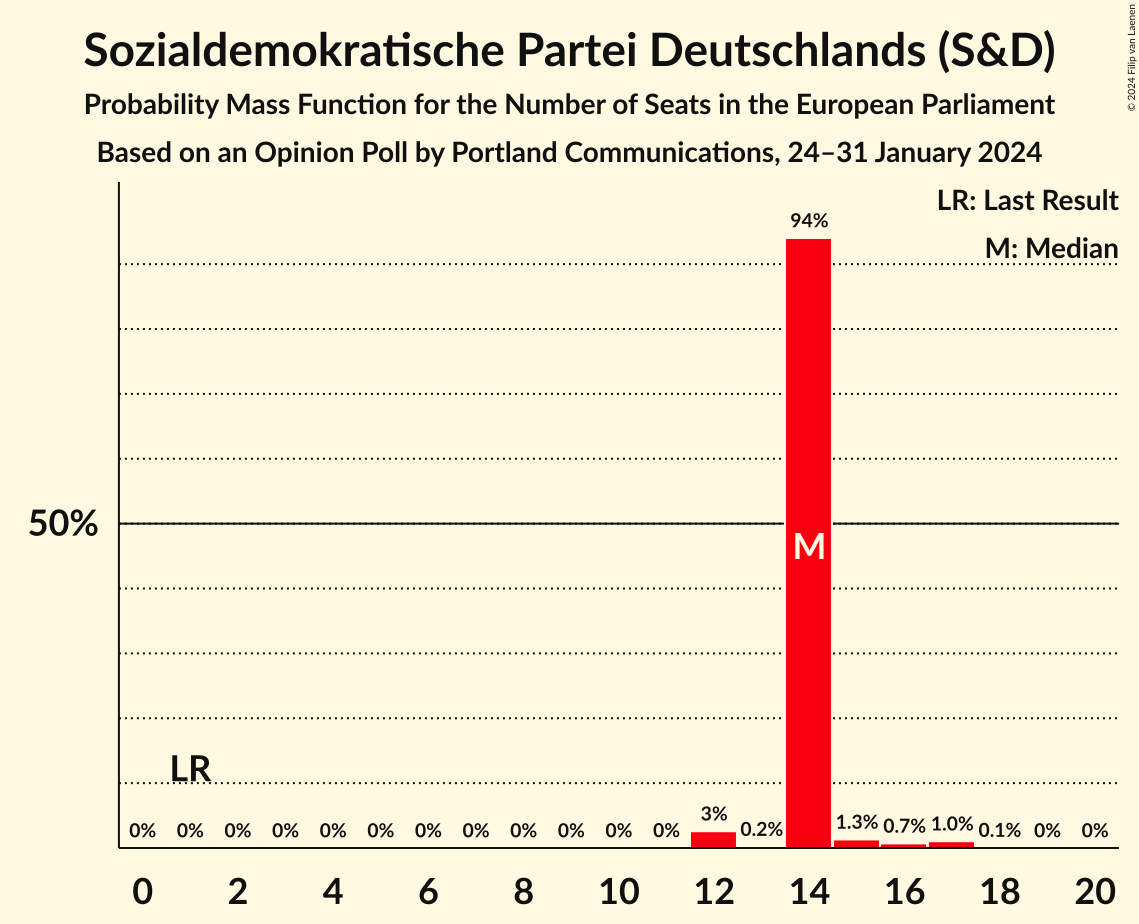 Sozialdemokratische Partei Deutschlands (S&D)
Probability Mass Function for the Number of Seats in the European Parliament
Based on an Opinion Poll by Portland Communications, 24–31 January 2024
© 2024 Filip van Laenen
LR: Last Result
M: Median
94%
50%
M
LR
0% 0% 0% 0% 0% 0% 0% 0% 0% 0% 0% 0% 3% 0.2% 1.3% 0.7% 1.0% 0.1% 0% 0%
0 2 4 6 8 10 12 14 16 18 20